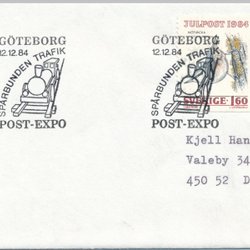 GÖTEBORG
12.12.84
SPÅRBUNDEN TRAFIK
POST-EXPO
GÖTEBORG
12.12.84
SPÅRBUNDEN TRAFIK
POST-EXPO
JULPOST 1984
SVERIGE 1.60
Kjell Han
Valeby 34
450 52 D